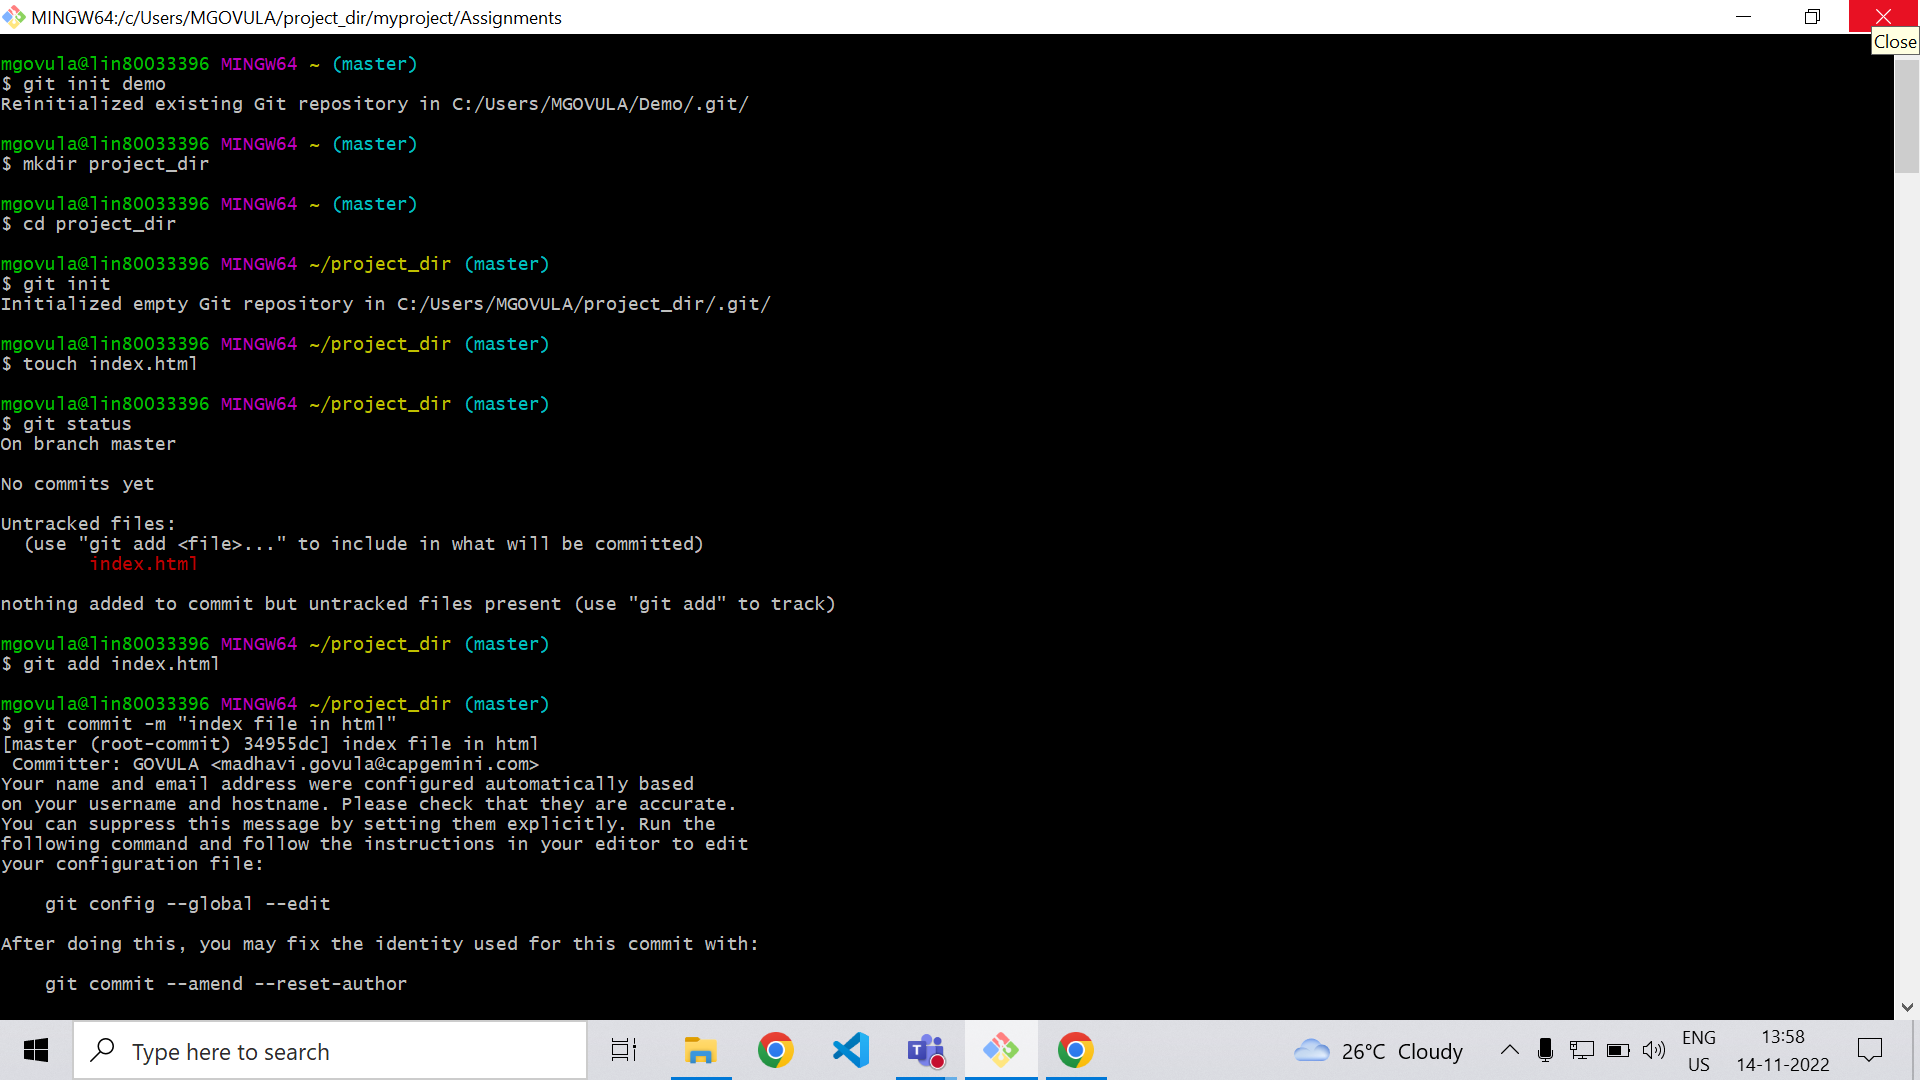 MINGW64:/c/Users/MGOVULA/project_dir/myproject/Assignments
Close
mgovula@lin80033396 MINGW64 ~ (master)
$ git init demo
Reinitialized existing Git repository in C:/Users/MGOVULA/Demo/.git/
mgovula@lin80033396 MINGW64 ~ (master)
$ mkdir project_dir
mgovula@lin80033396 MINGW64 ~ (master)
$ cd project_dir
mgovula@lin80033396 MINGW64 ~/project_dir (master)
$ git init
Initialized empty Git repository in C:/Users/MGOVULA/project_dir/.git/
mgovula@lin80033396 MINGW64 ~/project_dir (master)
$ touch index.html
mgovula@lin80033396 MINGW64 ~/project_dir (master)
$ git status
On branch master
No commits yet
Untracked files:
  (use "git add <file>..." to include in what will be committed)
        index.html
nothing added to commit but untracked files present (use "git add" to track)
mgovula@lin80033396 MINGW64 ~/project_dir (master)
$ git add index.html
mgovula@lin80033396 MINGW64 ~/project_dir (master)
$ git commit -m "index file in html"
[master (root-commit) 34955dc] index file in html
 Committer: GOVULA <madhavi.govula@capgemini.com>
Your name and email address were configured automatically based
on your username and hostname. Please check that they are accurate.
You can suppress this message by setting them explicitly. Run the
following command and follow the instructions in your editor to edit
your configuration file:
    git config --global --edit
After doing this, you may fix the identity used for this commit with:
    git commit --amend --reset-author
Type here to search
26°C Cloudy
ENG
US
13:58
14-11-2022